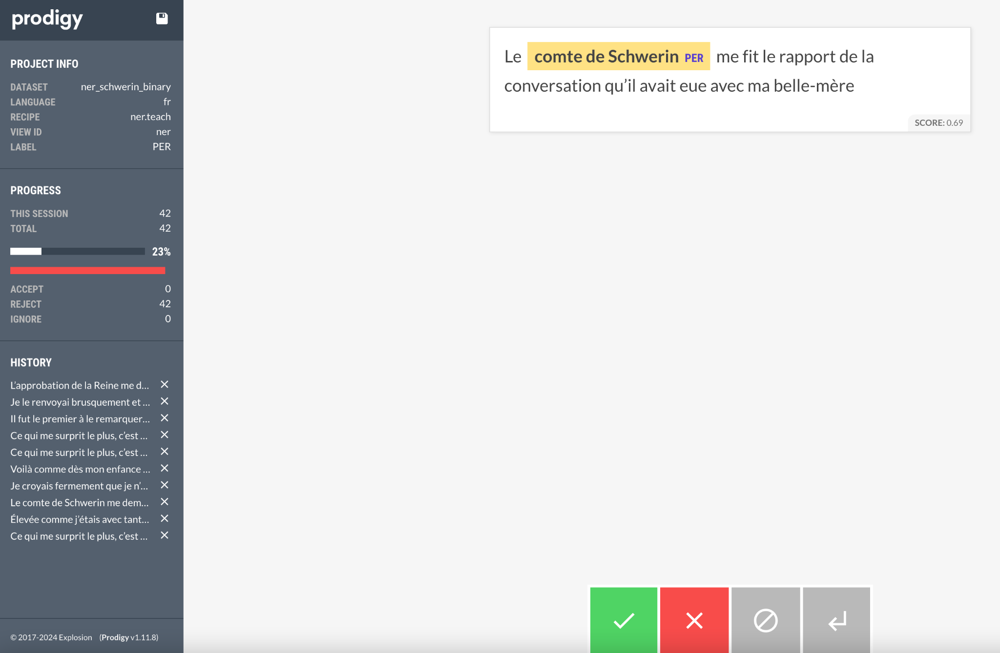 prodigy
PROJECT INFO
DATASET ner_schwerin_binary
LANGUAGE fr
RECIPE ner.teach
VIEW ID ner
LABEL PER
PROGRESS
THIS SESSION 42
TOTAL 42
23%
ACCEPT 0
REJECT 42
IGNORE 0
HISTORY
L’approbation de la Reine me d...
Je le renvoyai brusquement et ...
Il fut le premier à le remarquer...
Ce qui me surprit le plus, c’est ...
Ce qui me surprit le plus, c’est ...
Voilà comme dès mon enfance ...
Je croyais fermement que je n’...
Le comte de Schwerin me dem...
Élevée comme j’étais avec tant...
Ce qui me surprit le plus, c’est ...
© 2017-2024 Explosion (Prodigy v1.11.8)
Le comte de Schwerin PER me fit le rapport de la
conversation qu’il avait eue avec ma belle-mère
SCORE: 0.69